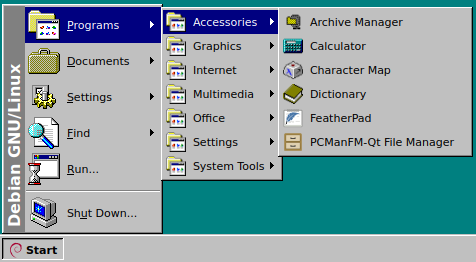 Debian GNU/Linux
Programs
Documents
Settings
Find
Run...
Shut Down...
Accessories
Graphics
Internet
Multimedia
Office
Settings
System Tools
Archive Manager
Calculator
Character Map
Dictionary
FeatherPad
PCManFM-Qt File Manager
Start